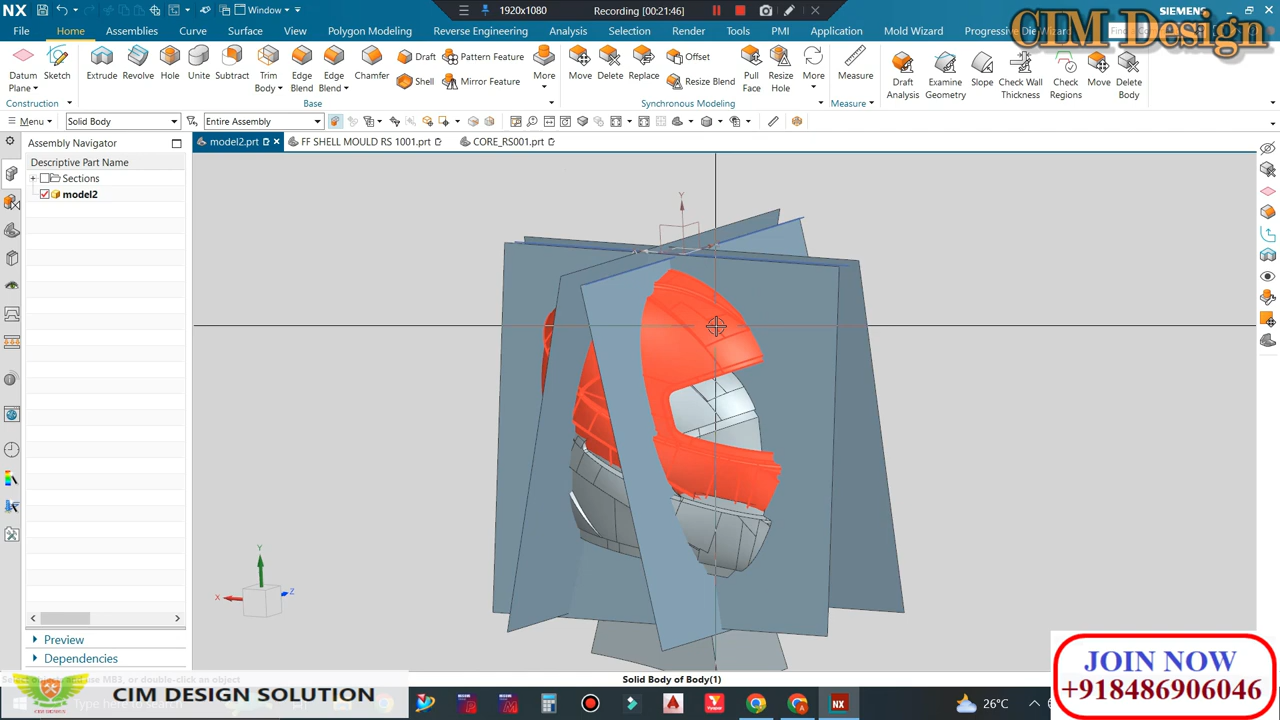 NX
Window
1920x1080
Recording [00:21:46]
SIEMENS
CIM Design
File
Home
Assemblies
Curve
Surface
View
Polygon Modeling
Reverse Engineering
Analysis
Selection
Render
Tools
PMI
Application
Mold Wizard
Progressive Die Wizard
Datum Plane
Sketch
Extrude
Revolve
Hole
Unite
Subtract
Trim Body
Edge Blend
Edge Blend
Chamfer
Draft
Shell
Pattern Feature
Mirror Feature
More
Move
Delete
Replace
Offset
Resize Blend
Pull Face
Resize Hole
More
Measure
Draft Analysis
Examine Geometry
Slope
Check Wall Thickness
Check Regions
Move
Delete Body
Construction
Base
Synchronous Modeling
Measure
Menu
Solid Body
Entire Assembly
Assembly Navigator
model2.prt
FF SHELL MOULD RS 1001.prt
CORE_RS001.prt
Descriptive Part Name
Sections
model2
Y
Y
X
Z
Preview
Dependencies
Solid Body of Body(1)
CIM DESIGN SOLUTION
26°C
JOIN NOW
+918486906046